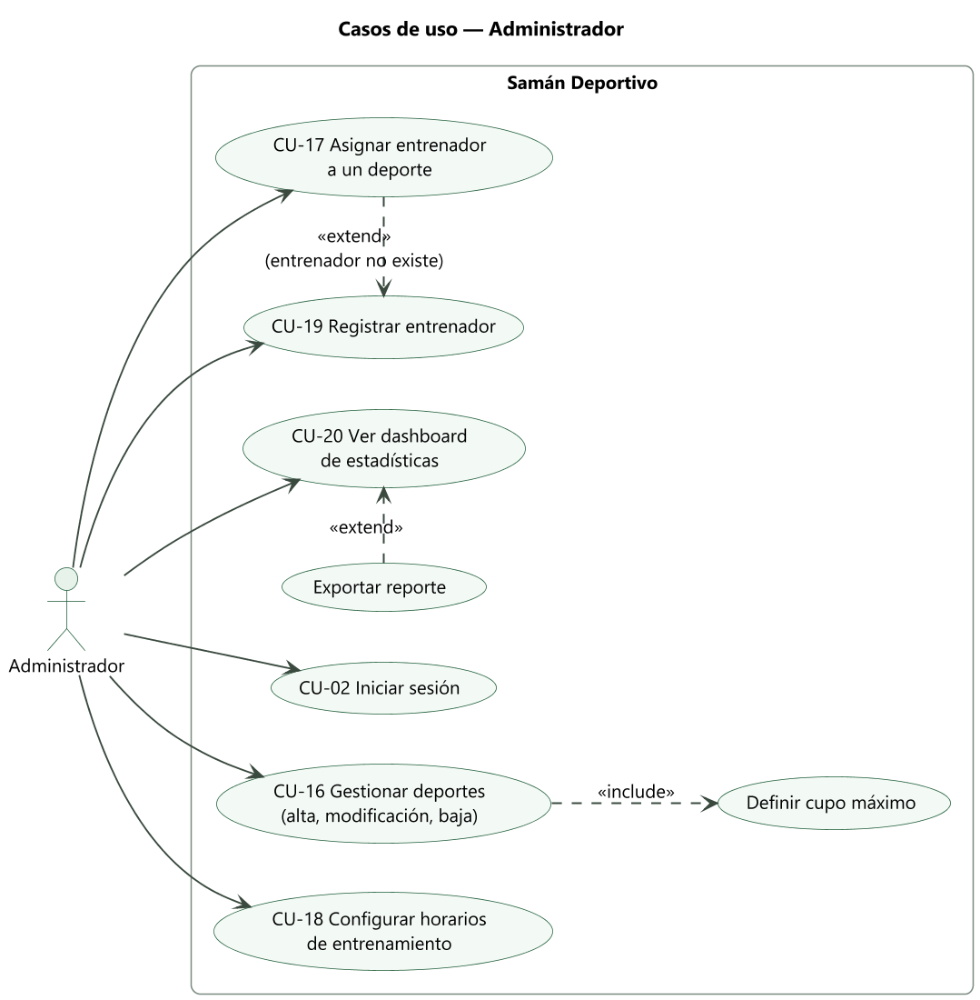 Casos de uso — Administrador
Samán Deportivo
CU-17 Asignar entrenador
a un deporte
«extend»
(entrenador no existe)
CU-19 Registrar entrenador
CU-20 Ver dashboard
de estadísticas
«extend»
Exportar reporte
Administrador
CU-02 Iniciar sesión
CU-16 Gestionar deportes
(alta, modificación, baja)
«include»
Definir cupo máximo
CU-18 Configurar horarios
de entrenamiento